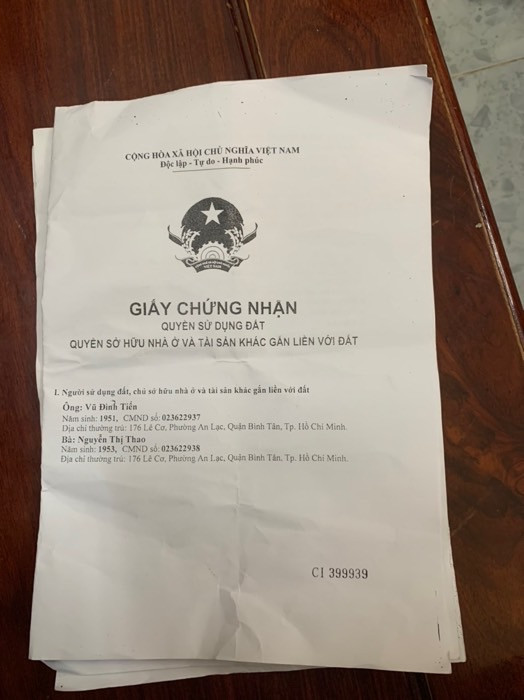 CỘNG HÒA XÃ HỘI CHỦ NGHĨA VIỆT NAM
Độc lập - Tự do - Hạnh phúc
VIỆT NAM
GIẤY CHỨNG NHẬN
QUYỀN SỬ DỤNG ĐẤT
QUYỀN SỞ HỮU NHÀ Ở VÀ TÀI SẢN KHÁC GẮN LIỀN VỚI ĐẤT
I. Người sử dụng đất, chủ sở hữu nhà ở và tài sản khác gắn liền với đất
Ông: Vũ Đình Tiến
Năm sinh: 1951, CMND số: 023622937
Địa chỉ thường trú: 176 Lê Cơ, Phường An Lạc, Quận Bình Tân, Tp. Hồ Chí Minh.
Bà: Nguyễn Thị Thao
Năm sinh: 1953, CMND số: 023622938
Địa chỉ thường trú: 176 Lê Cơ, Phường An Lạc, Quận Bình Tân, Tp. Hồ Chí Minh.
CI 399939